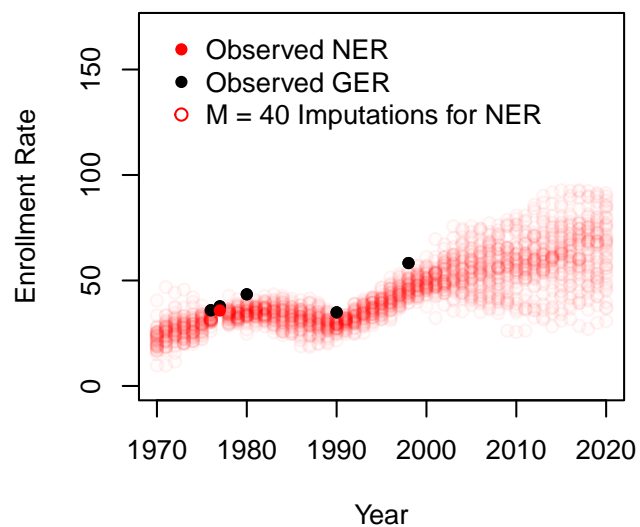 Observed NER
Observed GER
M = 40 Imputations for NER
Enrollment Rate
150
100
50
0
1970 1980 1990 2000 2010 2020
Year